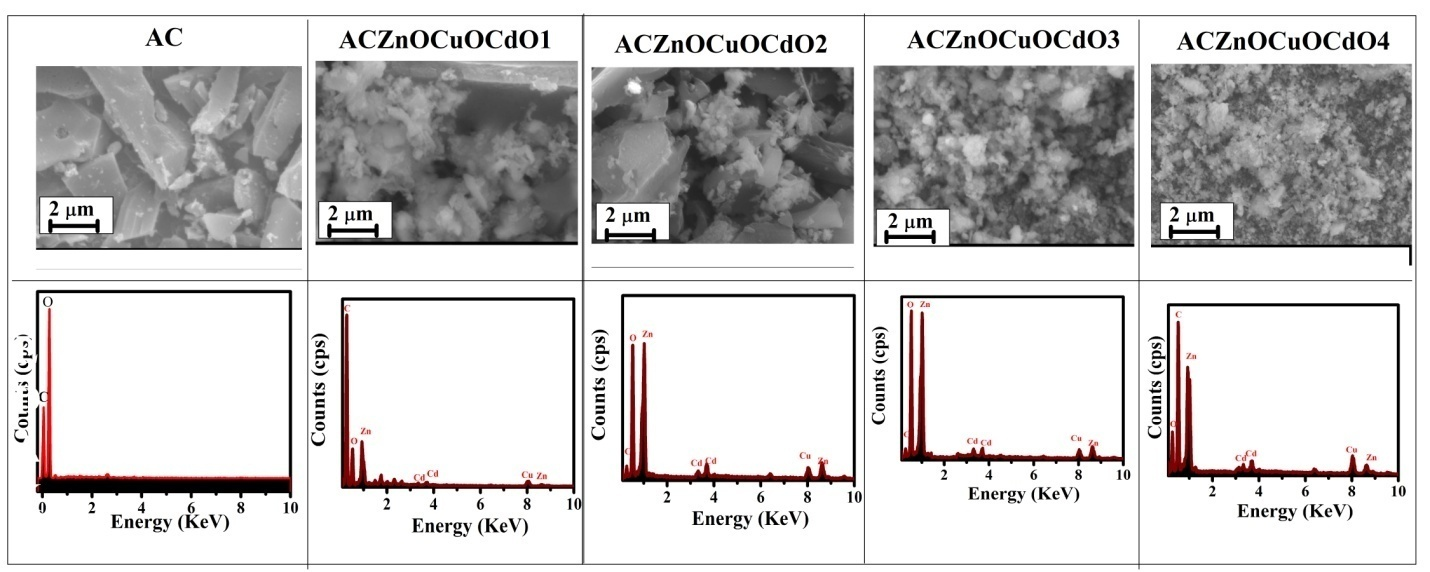 AC
ACZnOCuOCdO1
ACZnOCuOCdO2
ACZnOCuOCdO3
ACZnOCuOCdO4
2 μm
2 μm
2 μm
2 μm
2 μm
O
C
Counts (cps)
0 2 4 6 8 10
Energy (KeV)
C
O
Zn
Cd
Cd
Cu
Zn
Counts (cps)
2 4 6 8 10
Energy (KeV)
C
O
Zn
Cd
Cd
Cu
Zn
Counts (cps)
2 4 6 8 10
Energy (KeV)
C
O
Zn
Cd
Cd
Cu
Zn
Counts (cps)
2 4 6 8 10
Energy (KeV)
O
C
Zn
Cd
Cd
Cu
Zn
Counts (cps)
2 4 6 8 10
Energy (KeV)